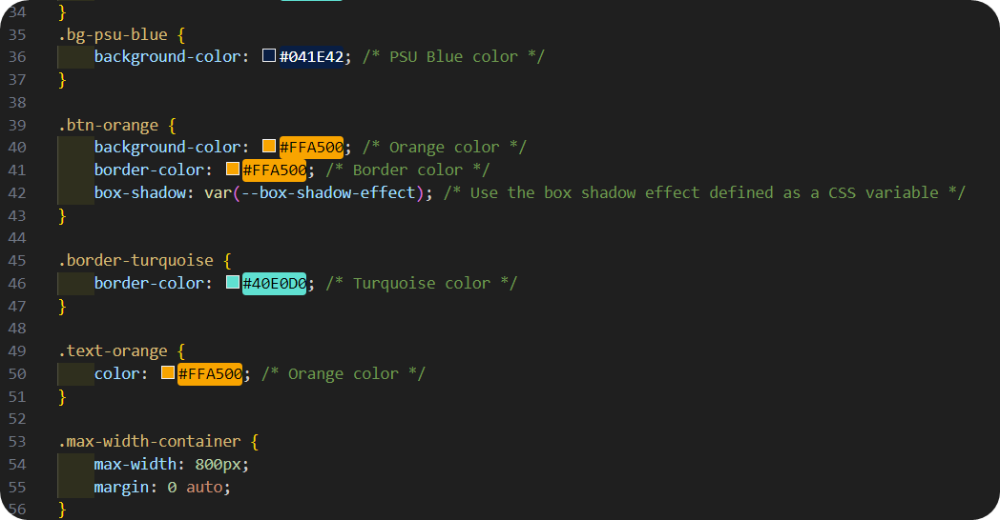 34 }
35 .bg-psu-blue {
36     background-color: #041E42; /* PSU Blue color */
37 }
38
39 .btn-orange {
40     background-color: #FFA500; /* Orange color */
41     border-color: #FFA500; /* Border color */
42     box-shadow: var(--box-shadow-effect); /* Use the box shadow effect defined as a CSS variable */
43 }
44
45 .border-turquoise {
46     border-color: #40E0D0; /* Turquoise color */
47 }
48
49 .text-orange {
50     color: #FFA500; /* Orange color */
51 }
52
53 .max-width-container {
54     max-width: 800px;
55     margin: 0 auto;
56 }